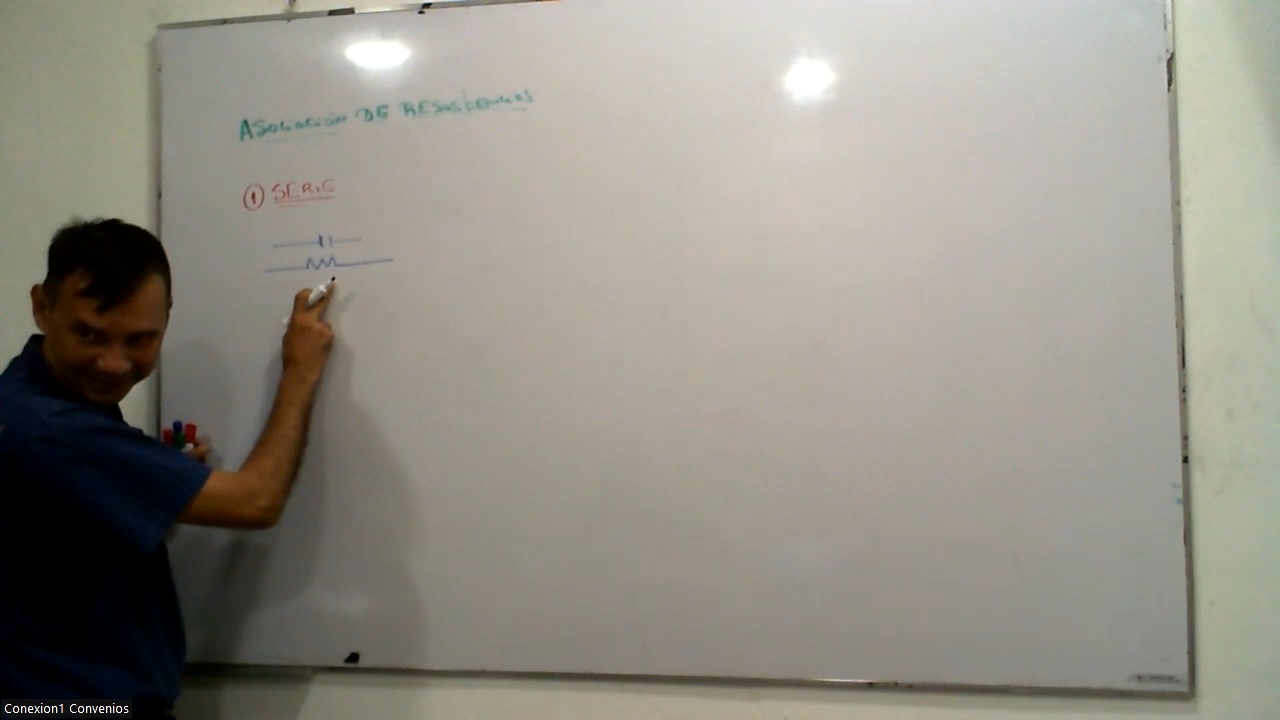 ASOCIACIÓN DE RESISTENCIAS
① SERIE
Conexion1 Convenios